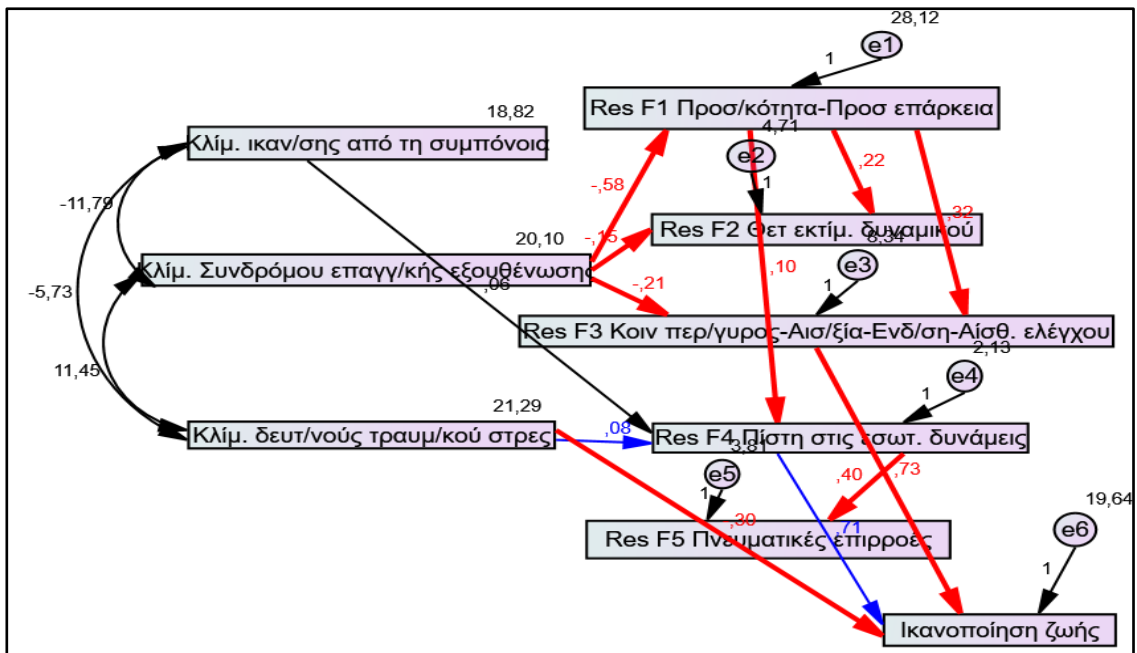 28,12
e1
1
Res F1 Προσ/κότητα-Προσ επάρκεια
18,82
Κλίμ. ικαν/σης από τη συμπόνοια
4,71
e2
1
,22
-,58
,32
-11,79
Res F2 Θετ εκτίμ. δυναμικού
-,15
20,10
8,34
Κλίμ. Συνδρόμου επαγγ/κής εξουθένωσης
e3
1
,10
-,21
,06
-5,73
Res F3 Κοιν περ/γυρος-Αισ/ξία-Ενδ/ση-Αίσθ. ελέγχου
2,13
e4
1
11,45
21,29
Κλίμ. δευτ/νούς τραυμ/κού στρες
,08
Res F4 Πίστη στις εσωτ. δυνάμεις
3,81
e5
1
,40
,73
19,64
,30
,71
Res F5 Πνευματικές επιρροές
e6
1
Ικανοποίηση ζωής